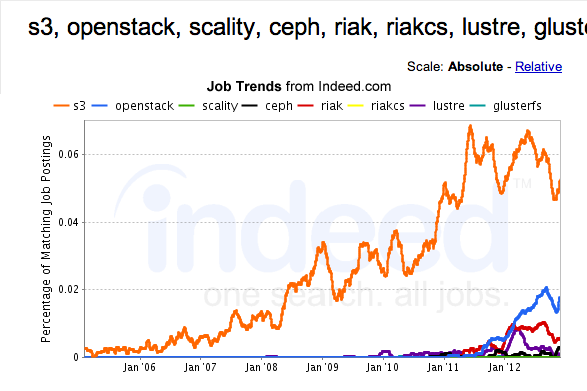 s3, openstack, scality, ceph, riak, riakcs, lustre, gluste
Scale: Absolute - Relative
Job Trends from Indeed.com
s3 openstack scality ceph riak riakcs lustre glusterfs
Percentage of Matching Job Postings
0.06
0.04
0.02
0
indeed
TM
one search. all jobs.
Jan '06 Jan '07 Jan '08 Jan '09 Jan '10 Jan '11 Jan '12